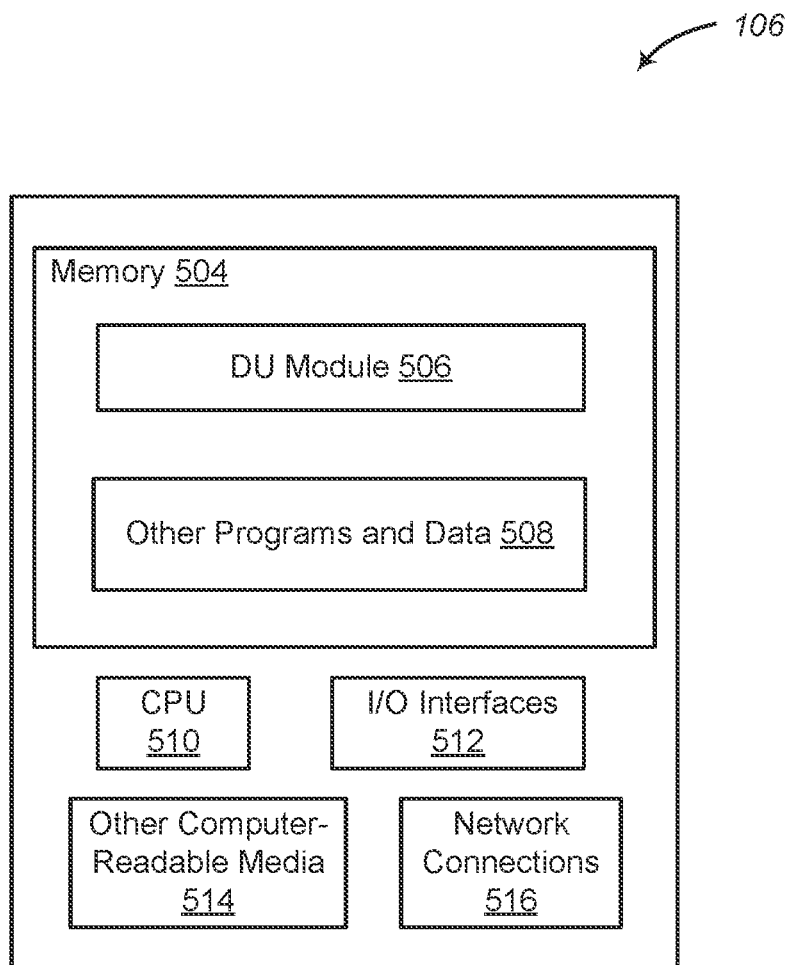 106
Memory 504
DU Module 506
Other Programs and Data 508
CPU
510
I/O Interfaces
512
Other Computer-
Readable Media
514
Network
Connections
516